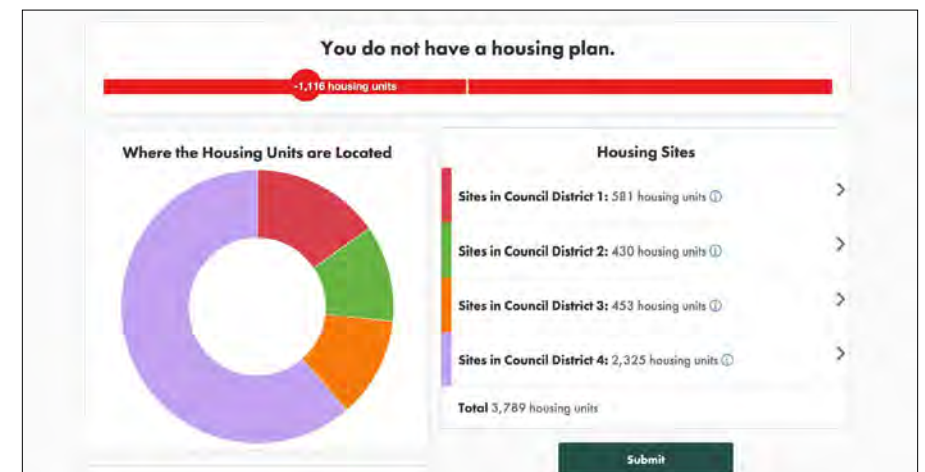 You do not have a housing plan.
-1,116 housing units
Where the Housing Units are Located
Housing Sites
Sites in Council District 1: 581 housing units ⓘ
Sites in Council District 2: 430 housing units ⓘ
Sites in Council District 3: 453 housing units ⓘ
Sites in Council District 4: 2,325 housing units ⓘ
Total 3,789 housing units
Submit